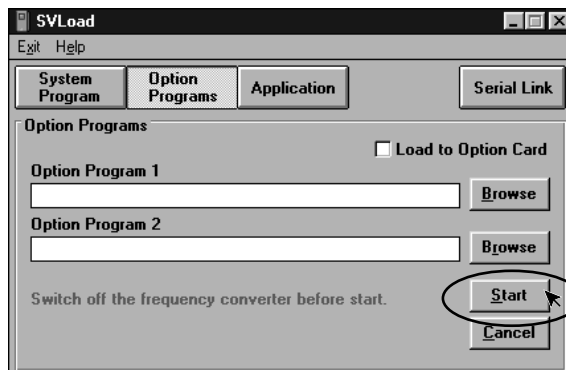 SVLoad
Exit Help
System Program
Option Programs
Application
Serial Link
Option Programs
Load to Option Card
Option Program 1
Browse
Option Program 2
Browse
Switch off the frequency converter before start.
Start
Cancel